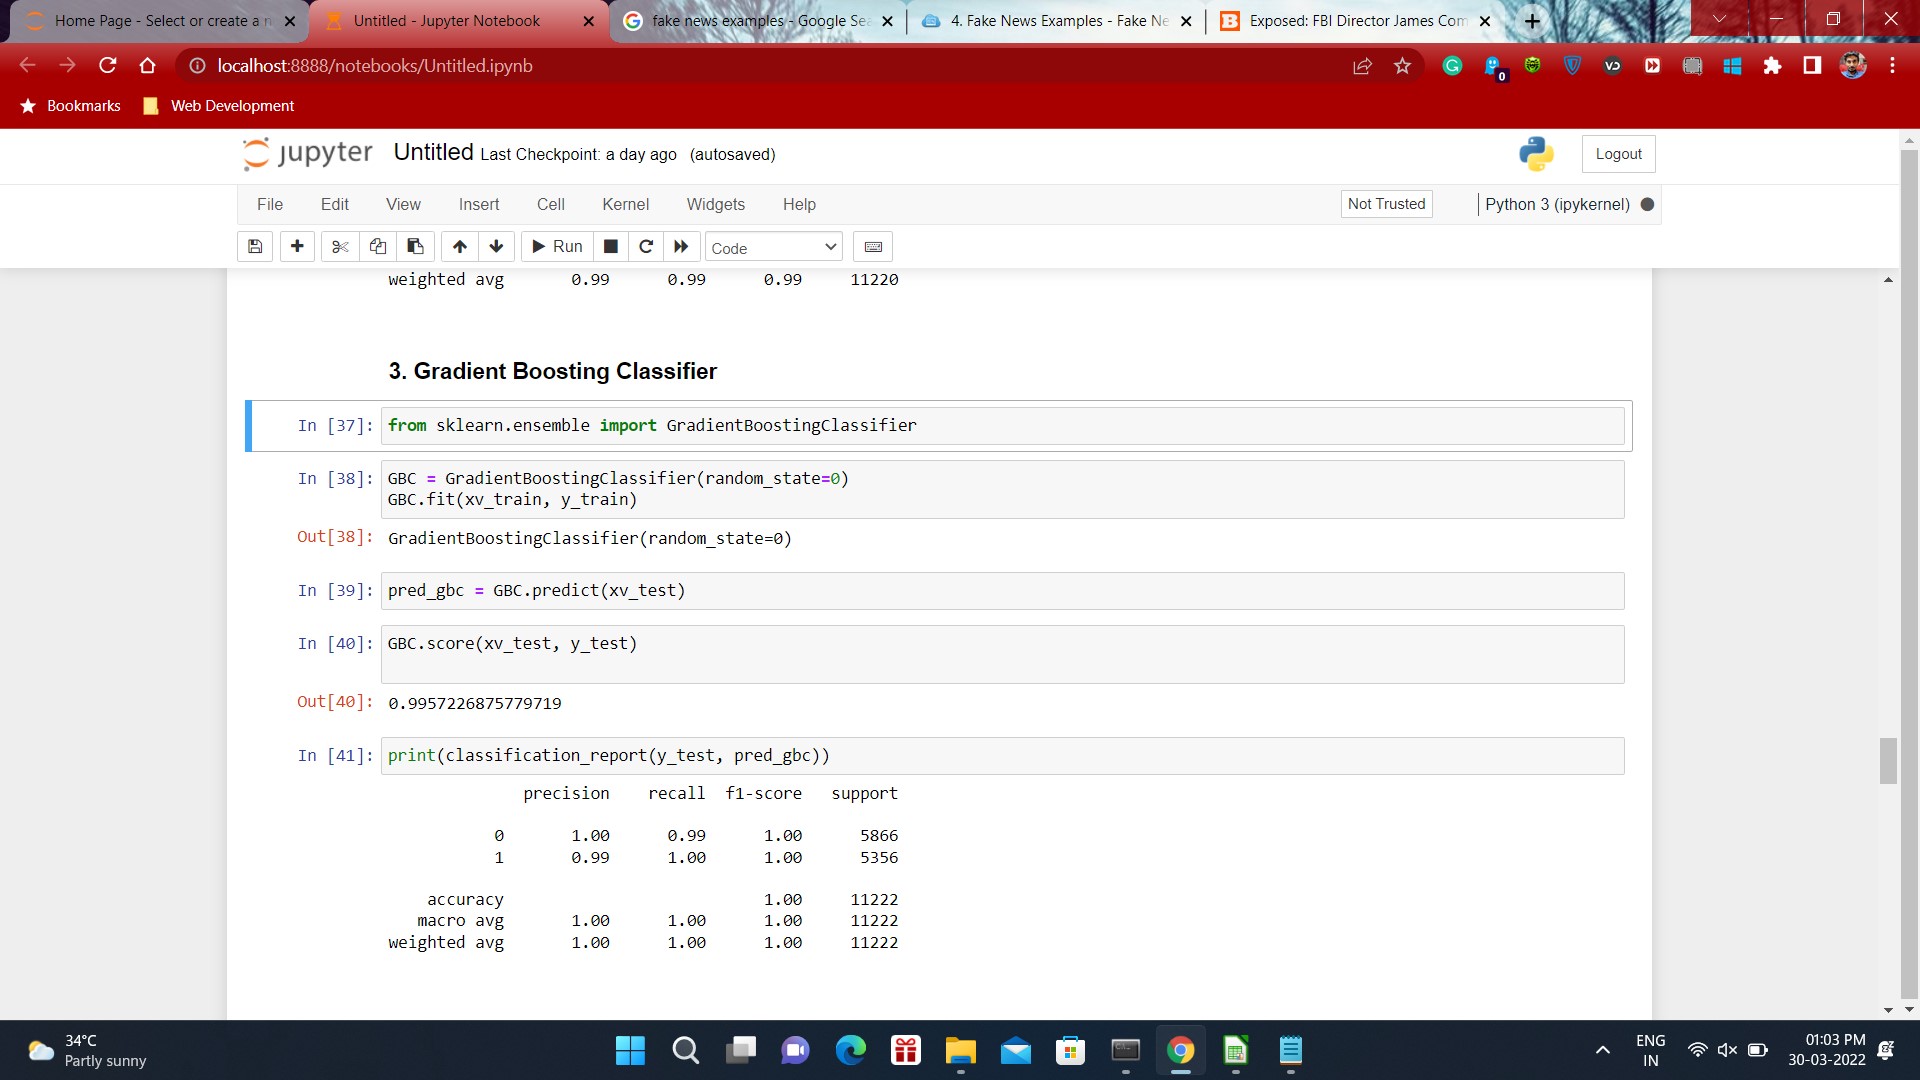 Home Page - Select or create a n
Untitled - Jupyter Notebook
fake news examples - Google Sea
4. Fake News Examples - Fake Ne
Exposed: FBI Director James Com
localhost:8888/notebooks/Untitled.ipynb
0
Bookmarks
Web Development
jupyter
Untitled Last Checkpoint: a day ago (autosaved)
Logout
File Edit View Insert Cell Kernel Widgets Help
Not Trusted
Python 3 (ipykernel)
Run
Code
weighted avg 0.99 0.99 0.99 11220
3. Gradient Boosting Classifier
In [37]: from sklearn.ensemble import GradientBoostingClassifier
In [38]: GBC = GradientBoostingClassifier(random_state=0)
GBC.fit(xv_train, y_train)
Out[38]: GradientBoostingClassifier(random_state=0)
In [39]: pred_gbc = GBC.predict(xv_test)
In [40]: GBC.score(xv_test, y_test)
Out[40]: 0.9957226875779719
In [41]: print(classification_report(y_test, pred_gbc))
precision recall f1-score support
0 1.00 0.99 1.00 5866
1 0.99 1.00 1.00 5356
accuracy 1.00 11222
macro avg 1.00 1.00 1.00 11222
weighted avg 1.00 1.00 1.00 11222
34°C
Partly sunny
ENG
IN
01:03 PM
30-03-2022